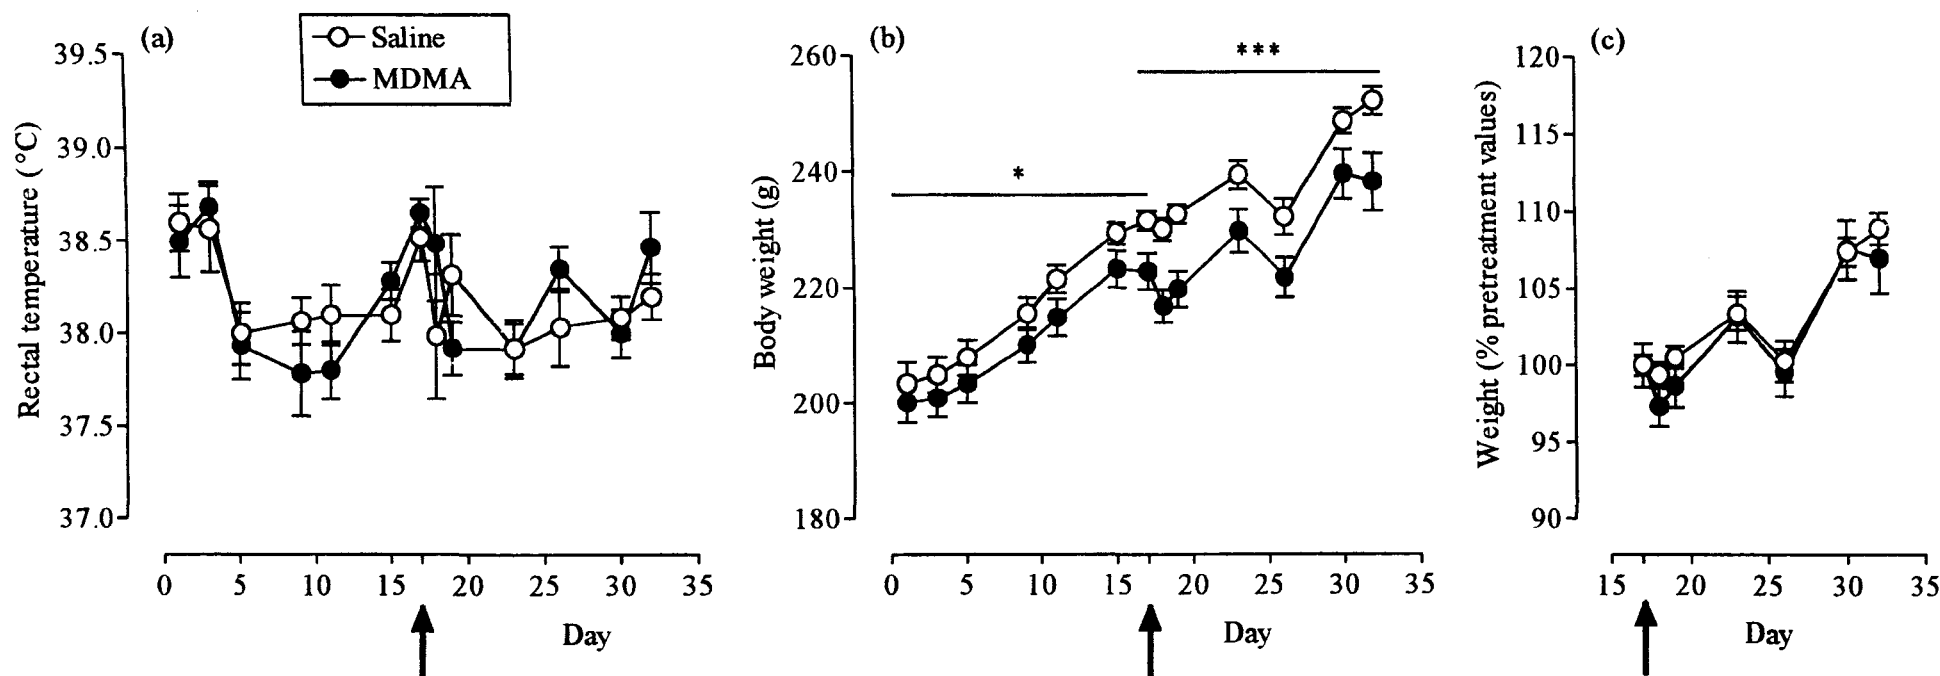 (a)
Saline
MDMA
Rectal temperature (°C)
39.5
39.0
38.5
38.0
37.5
37.0
0 5 10 15 20 25 30 35
Day
(b)
*
***
Body weight (g)
260
240
220
200
180
0 5 10 15 20 25 30 35
Day
(c)
Weight (% pretreatment values)
120
115
110
105
100
95
90
15 20 25 30 35
Day